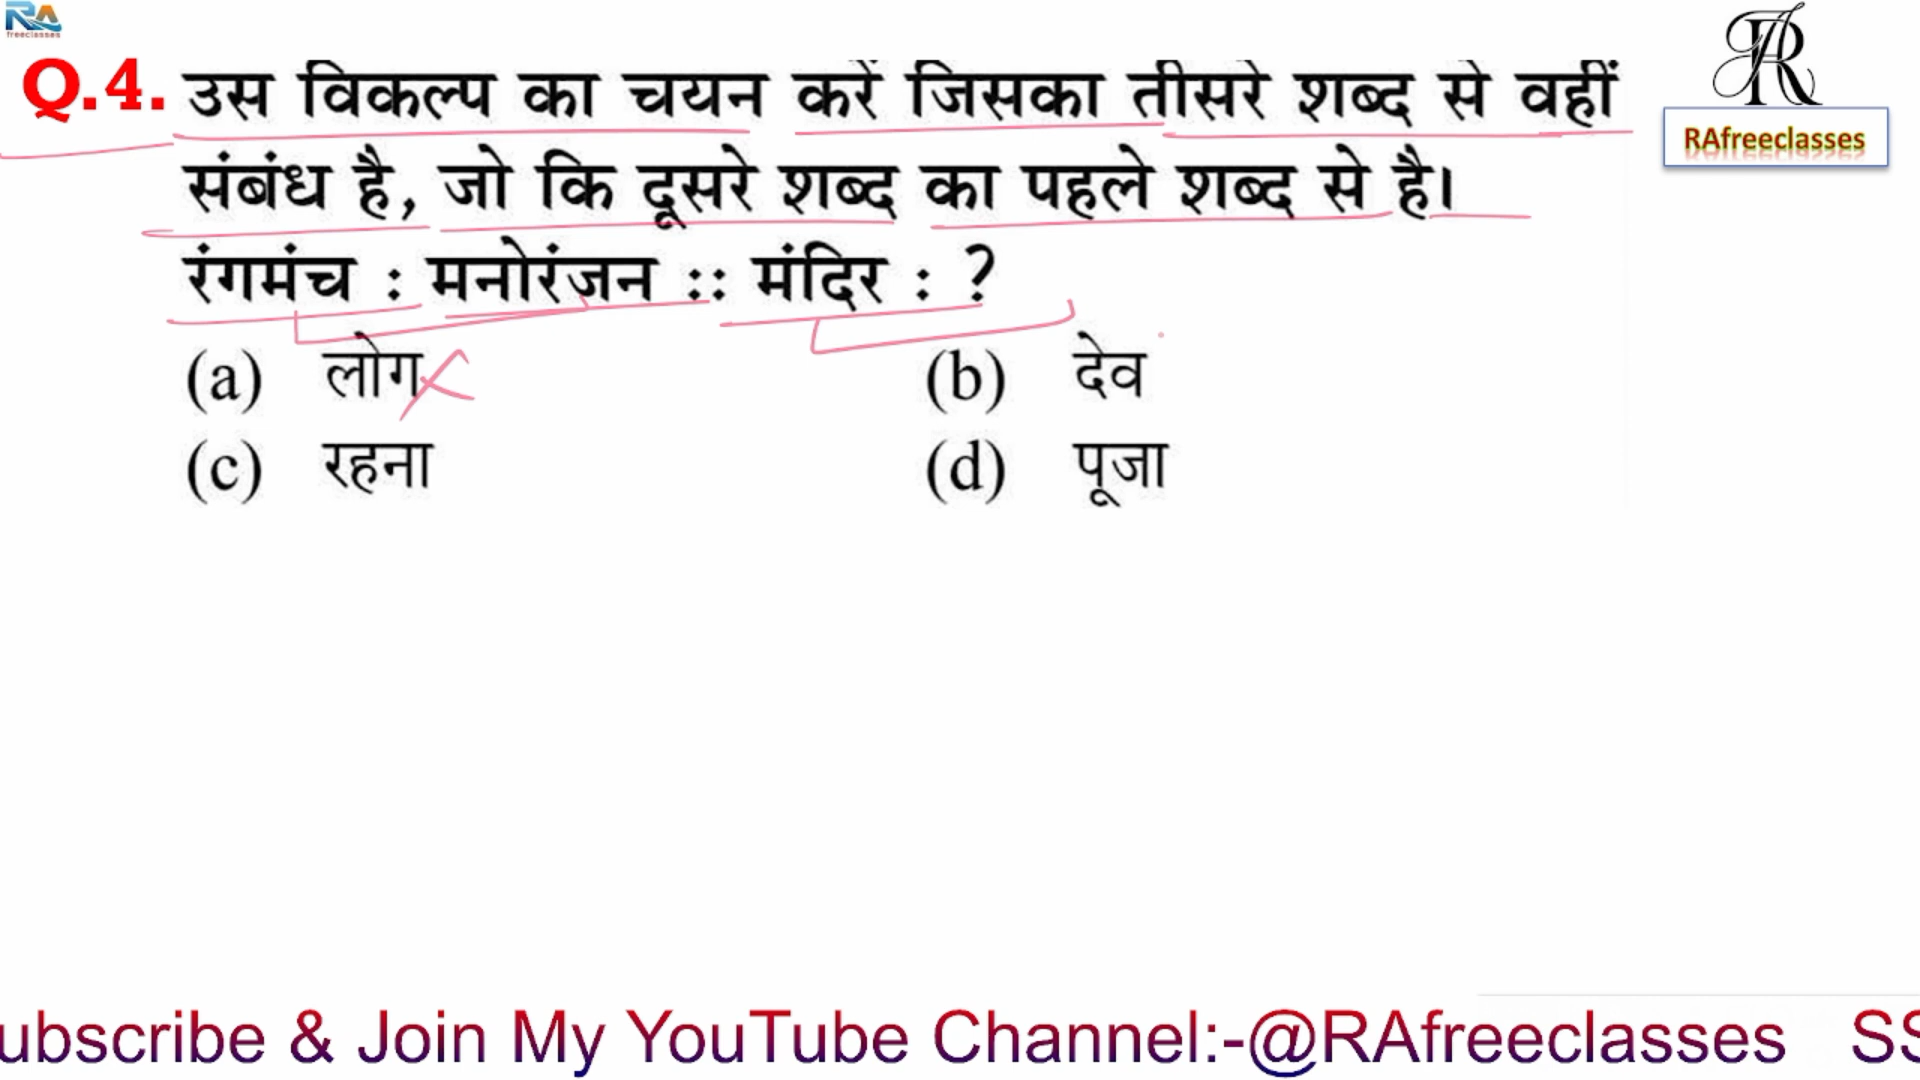 RA
freeclasses
Q.4. उस विकल्प का चयन करें जिसका तीसरे शब्द से वहीं
संबंध है, जो कि दूसरे शब्द का पहले शब्द से है।
रंगमंच : मनोरंजन :: मंदिर : ?
(a) लोग (b) देव
(c) रहना (d) पूजा
RAfreeclasses
ubscribe & Join My YouTube Channel:-@RAfreeclasses SS